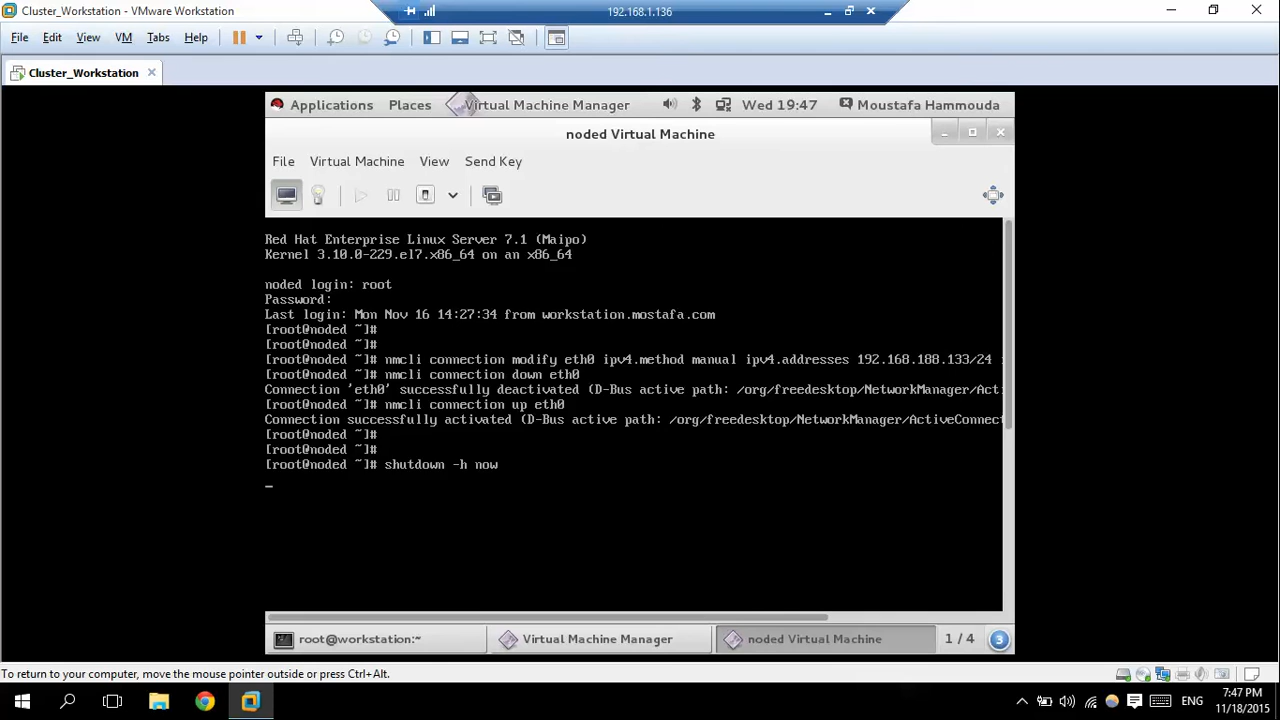 Cluster_Workstation - VMware Workstation
192.168.1.136
File Edit View VM Tabs Help
Cluster_Workstation
Applications Places Virtual Machine Manager Wed 19:47 Moustafa Hammouda
noded Virtual Machine
File Virtual Machine View Send Key
Red Hat Enterprise Linux Server 7.1 (Maipo)
Kernel 3.10.0-229.el7.x86_64 on an x86_64
noded login: root
Password:
Last login: Mon Nov 16 14:27:34 from workstation.mostafa.com
[root@noded ~]#
[root@noded ~]#
[root@noded ~]# nmcli connection modify eth0 ipv4.method manual ipv4.addresses 192.168.188.133/24
[root@noded ~]# nmcli connection down eth0
Connection 'eth0' successfully deactivated (D-Bus active path: /org/freedesktop/NetworkManager/Acti
[root@noded ~]# nmcli connection up eth0
Connection successfully activated (D-Bus active path: /org/freedesktop/NetworkManager/ActiveConnect
[root@noded ~]#
[root@noded ~]#
[root@noded ~]# shutdown -h now
_
root@workstation:~ Virtual Machine Manager noded Virtual Machine 1 / 4 3
To return to your computer, move the mouse pointer outside or press Ctrl+Alt.
ENG 7:47 PM
11/18/2015